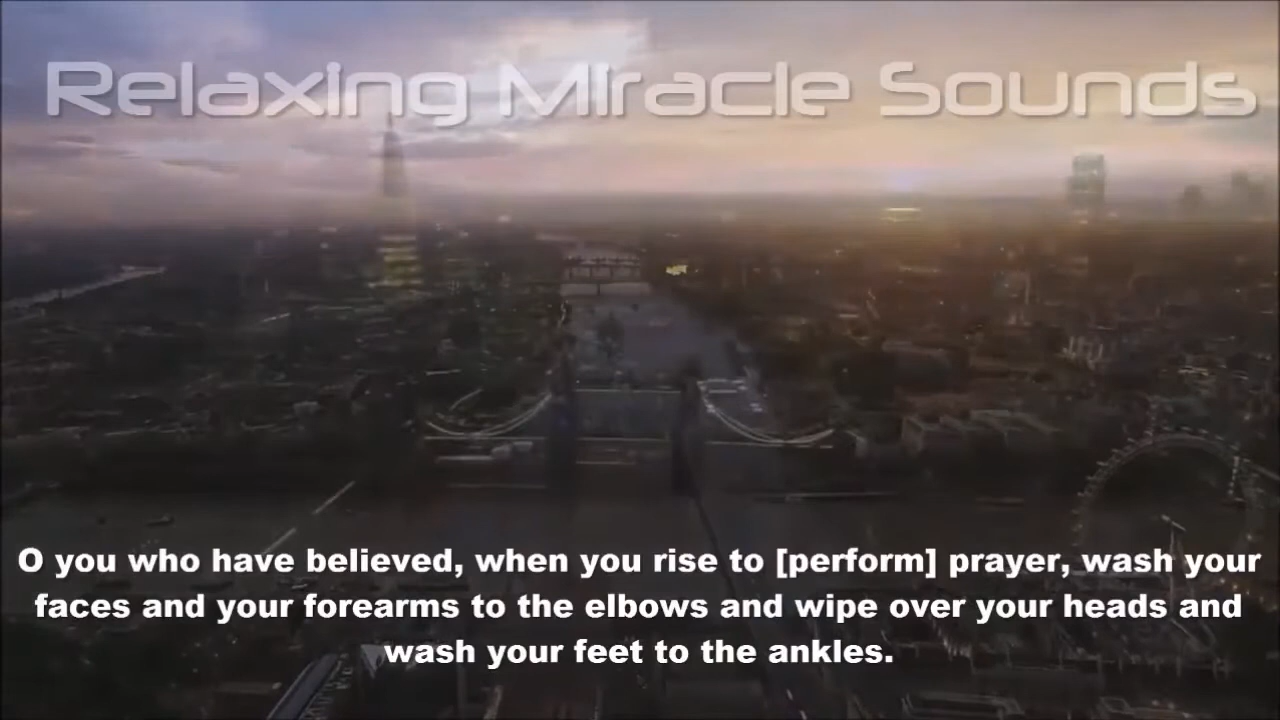 Relaxing Miracle Sounds
O you who have believed, when you rise to [perform] prayer, wash your
faces and your forearms to the elbows and wipe over your heads and
wash your feet to the ankles.